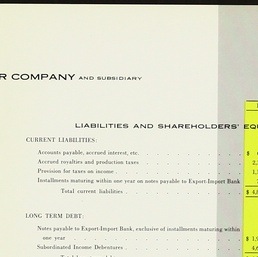 R COMPANY AND SUBSIDIARY
LIABILITIES AND SHAREHOLDERS'
CURRENT LIABILITIES:
Accounts payable, accrued interest, etc.
Accrued royalties and production taxes
Provision for taxes on income
Installments maturing within one year on notes payable to Export-Import Bank
Total current liabilities
LONG TERM DEBT:
Notes payable to Export-Import Bank, exclusive of installments maturing within
one year
Subordinated Income Debentures